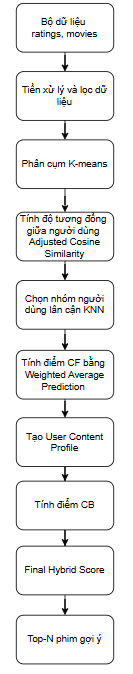 Bộ dữ liệu
ratings, movies
Tiền xử lý và lọc dữ
liệu
Phân cụm K-means
Tính độ tương đồng
giữa người dùng
Adjusted Cosine
Similarity
Chọn nhóm người
dùng lân cận KNN
Tính điểm CF bằng
Weighted Average
Prediction
Tạo User Content
Profile
Tính điểm CB
Final Hybrid Score
Top-N phim gợi ý